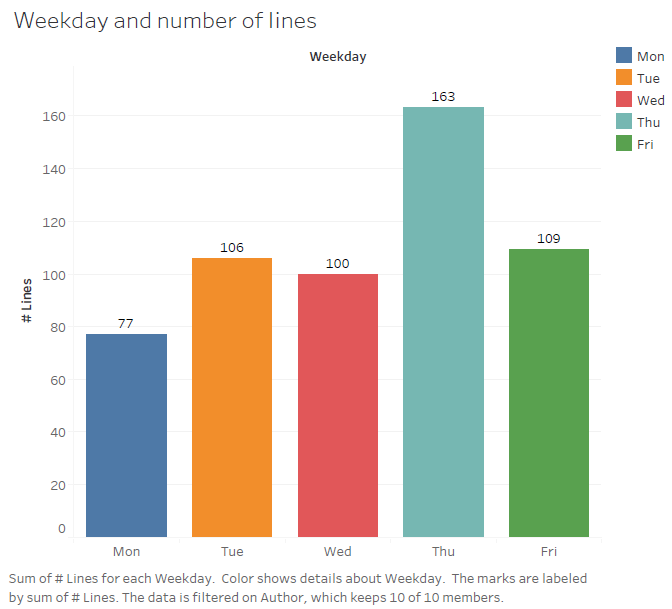 Weekday and number of lines
Weekday
Mon
Tue
Wed
Thu
Fri
# Lines
160
140
120
100
80
60
40
20
0
77
106
100
163
109
Mon
Tue
Wed
Thu
Fri
Sum of # Lines for each Weekday.  Color shows details about Weekday.  The marks are labeled
by sum of # Lines. The data is filtered on Author, which keeps 10 of 10 members.